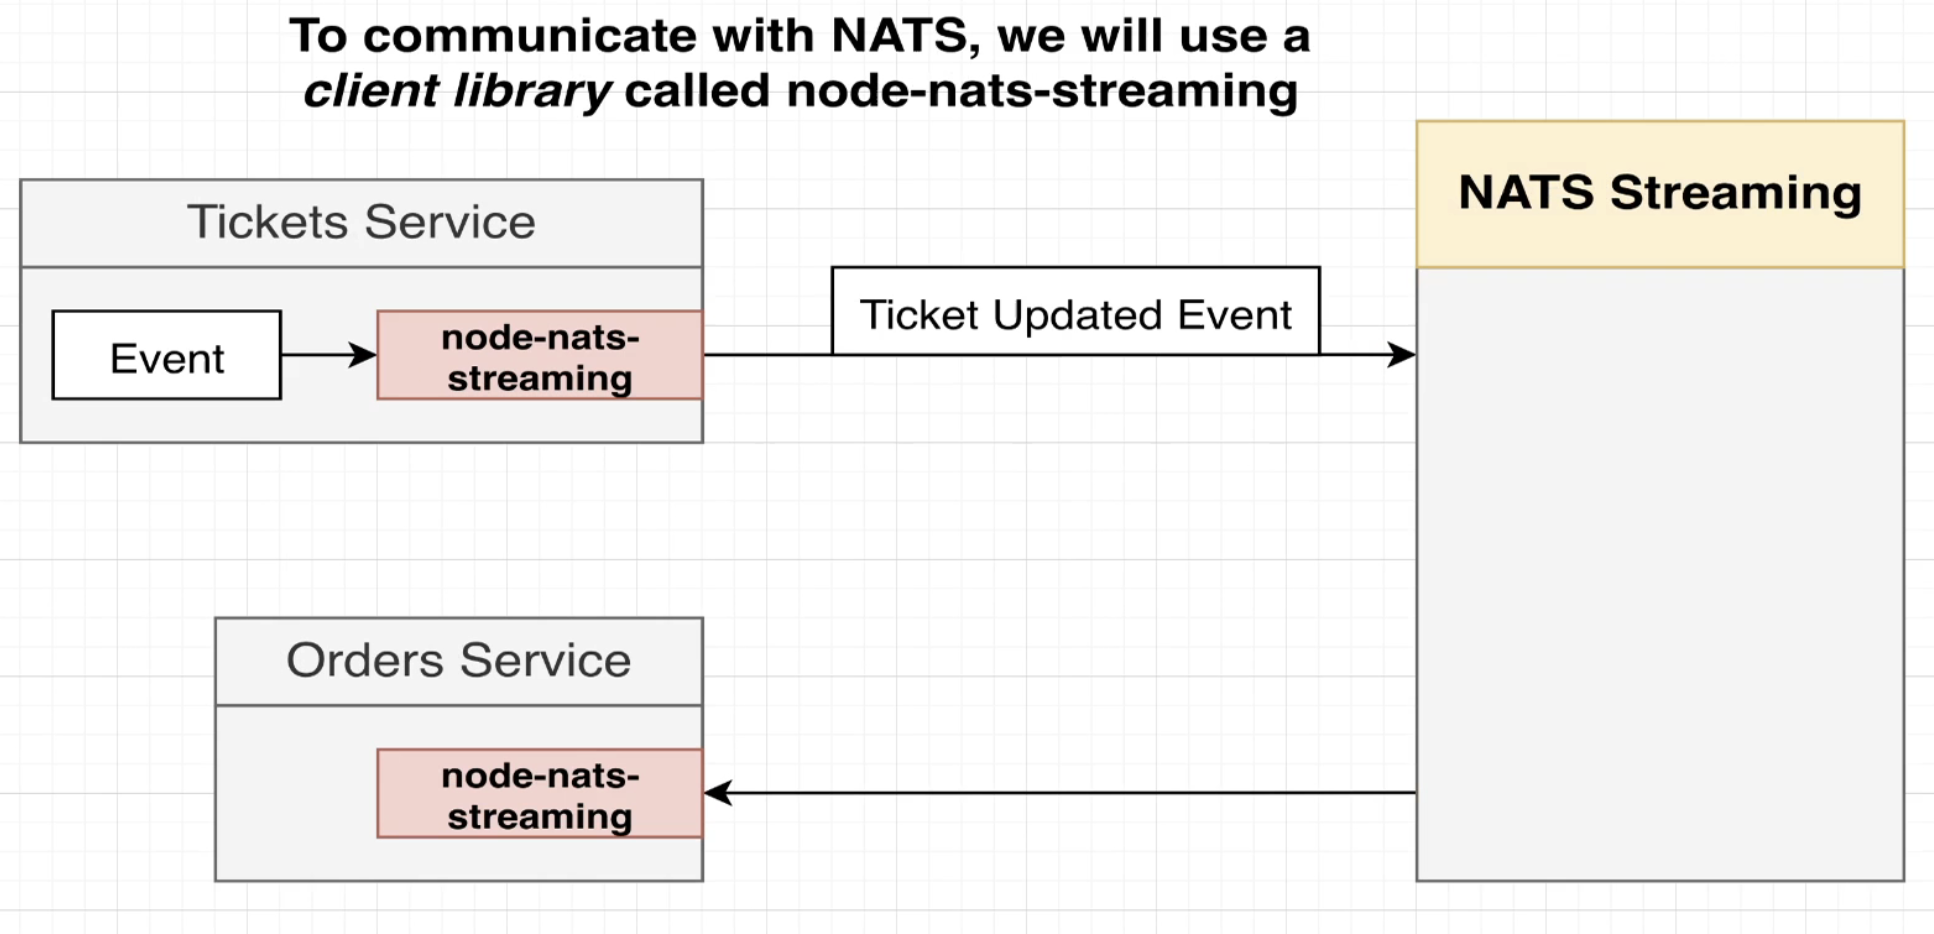 To communicate with NATS, we will use a
client library called node-nats-streaming
NATS Streaming
Tickets Service
Event
node-nats-
streaming
Ticket Updated Event
Orders Service
node-nats-
streaming